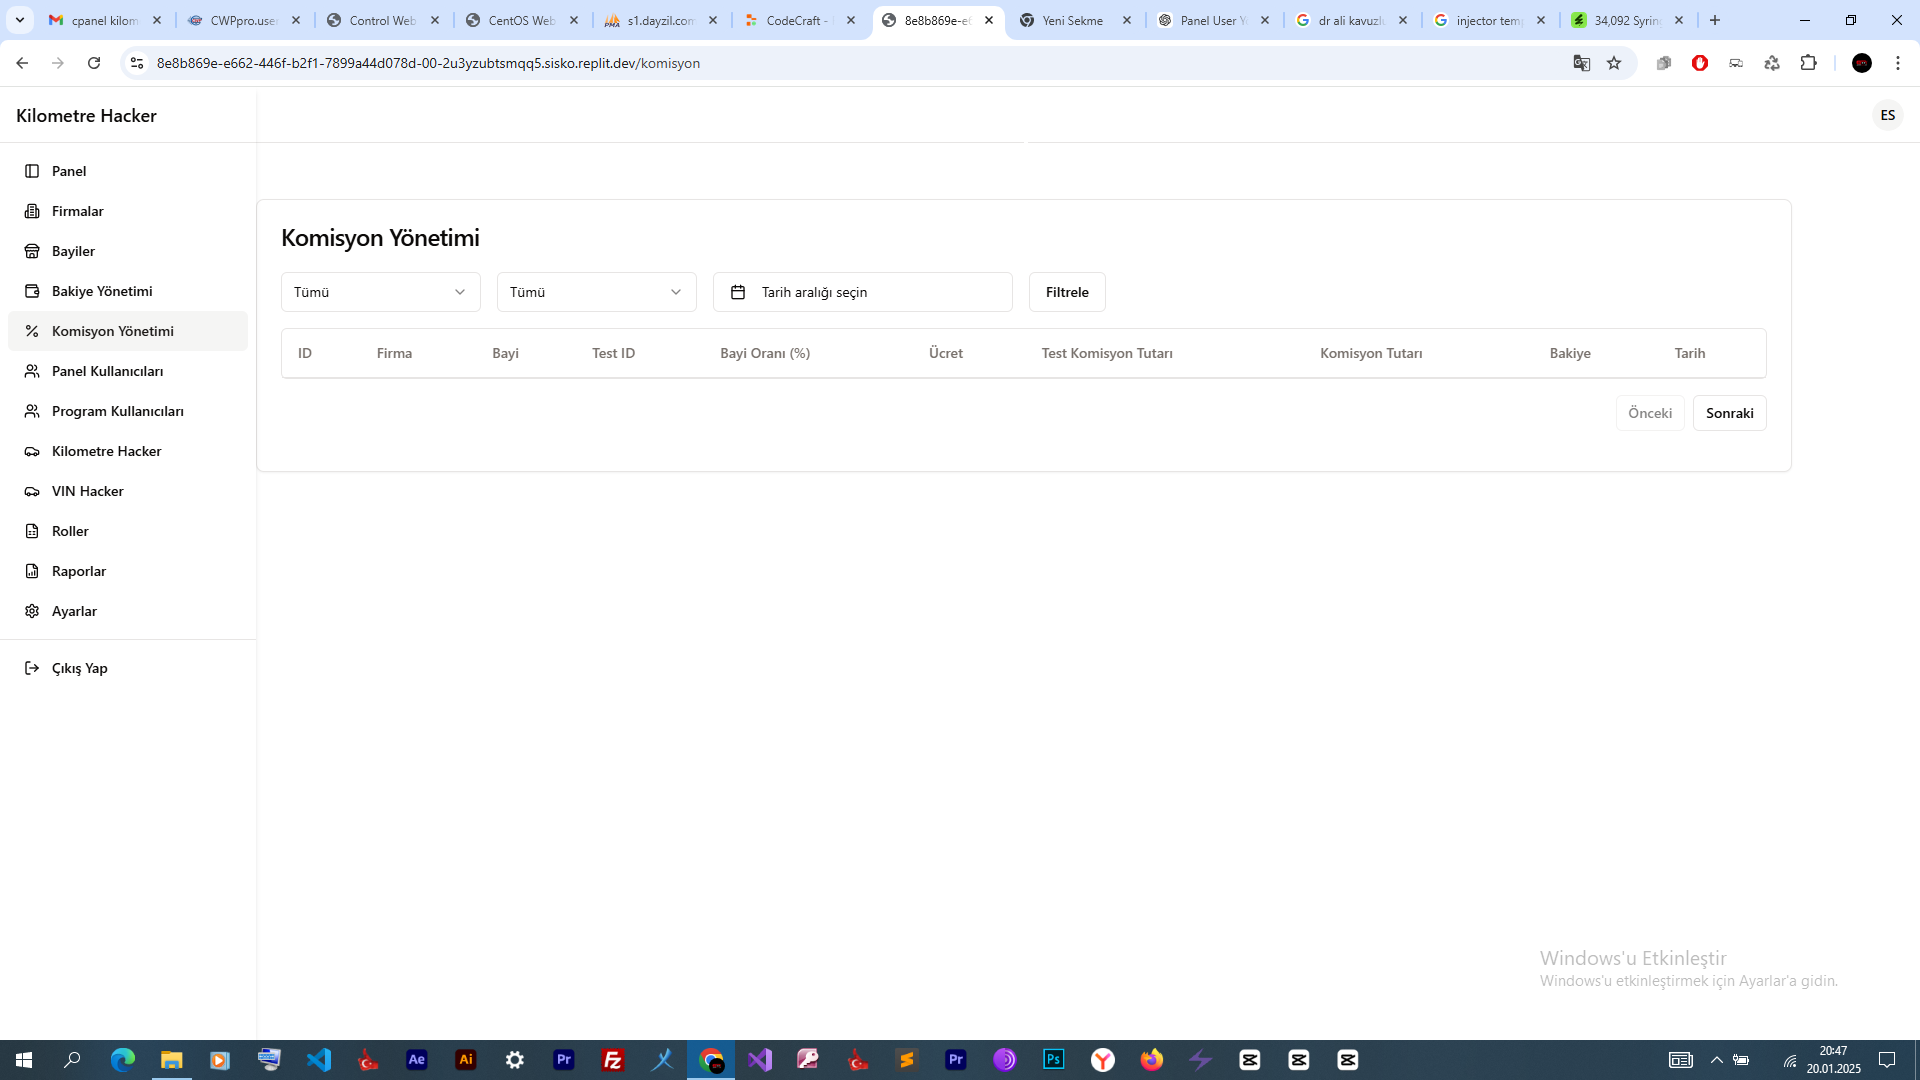 cpanel kilom
CWPpro.use
Control Web
CentOS Web
s1.dayzil.com
CodeCraft -
8e8b869e-e6
Yeni Sekme
Panel User Y
dr ali kavuzlu
injector tem
34,092 Syrin
8e8b869e-e662-446f-b2f1-7899a44d078d-00-2u3yzubtsmqq5.sisko.replit.dev/komisyon
Kilometre Hacker
ES
Panel
Firmalar
Bayiler
Bakiye Yönetimi
Komisyon Yönetimi
Panel Kullanıcıları
Program Kullanıcıları
Kilometre Hacker
VIN Hacker
Roller
Raporlar
Ayarlar
Çıkış Yap
Komisyon Yönetimi
Tümü
Tümü
Tarih aralığı seçin
Filtrele
ID Firma Bayi Test ID Bayi Oranı (%) Ücret Test Komisyon Tutarı Komisyon Tutarı Bakiye Tarih
Önceki
Sonraki
Windows'u Etkinleştir
Windows'u etkinleştirmek için Ayarlar'a gidin.
20:47
20.01.2025